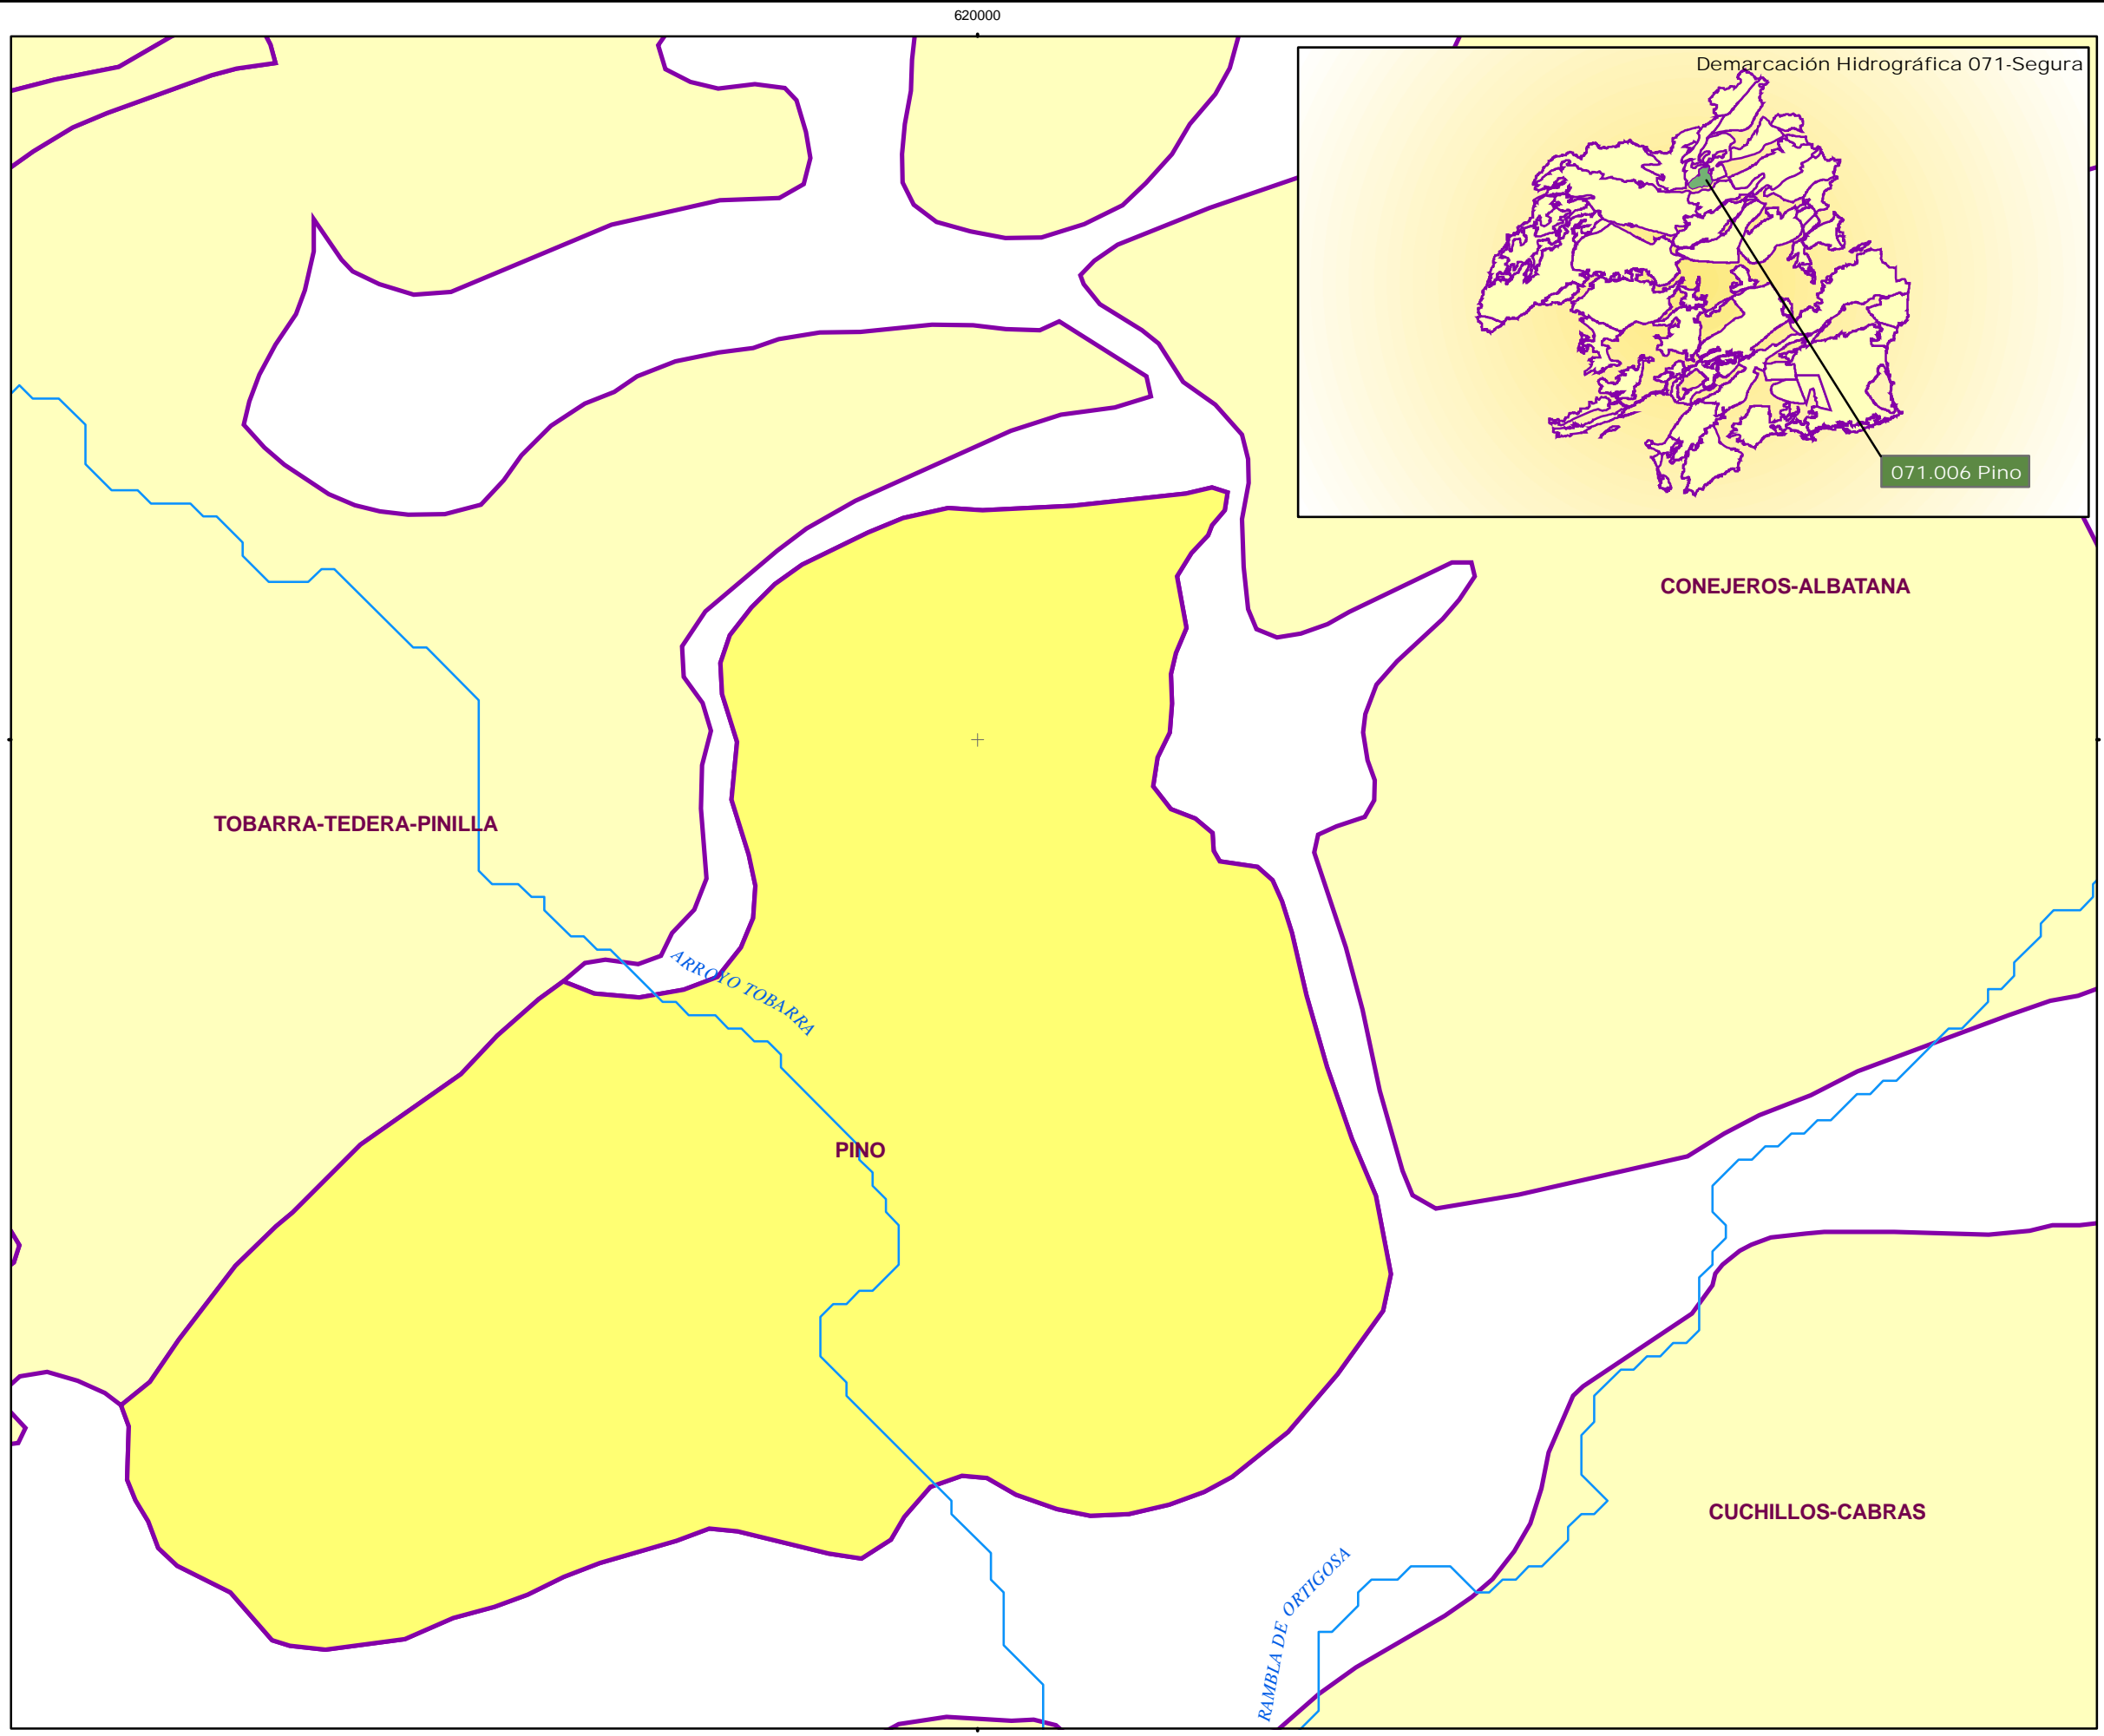 620000
Demarcación Hidrográfica 071-Segura
071.006 Pino
CONEJEROS-ALBATANA
TOBARRA-TEDERA-PINILLA
ARROYO TOBARRA
PINO
CUCHILLOS-CABRAS
RAMBLA DE ORTIGOSA